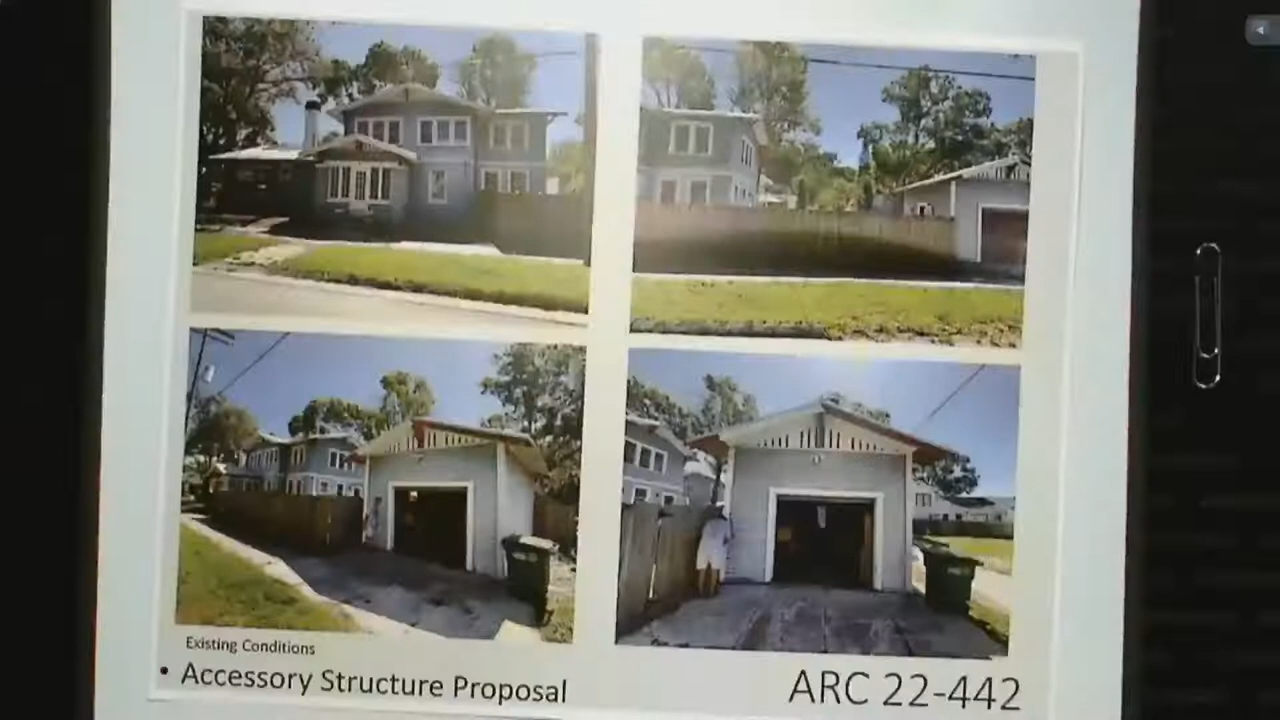 Existing Conditions
• Accessory Structure Proposal
ARC 22-442